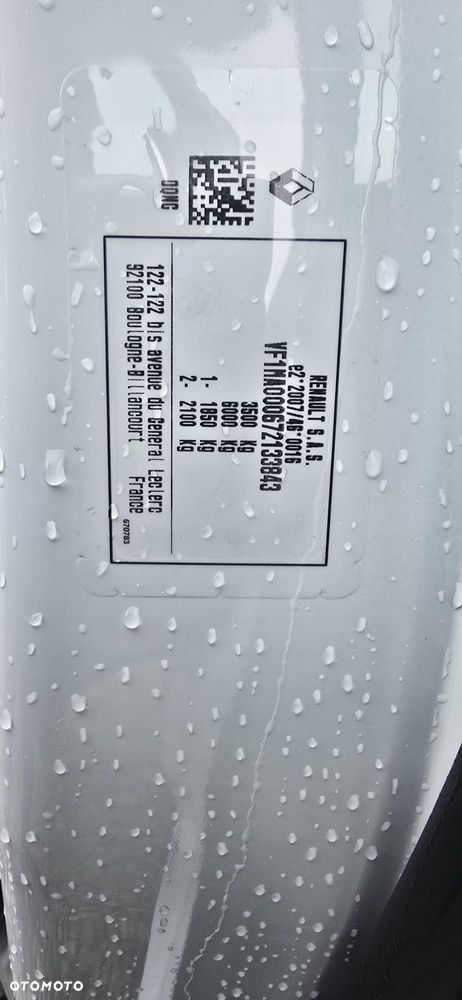 RENAULT S.A.S.
e2*2007/46*0016
VF1MA000672133843
3500 Kg
6000 Kg
1- 1850 Kg
2- 2100 Kg
122-122 bis avenue du General Leclerc
92100 Boulogne-Billancourt France
670783
DQMC
OTOMOTO